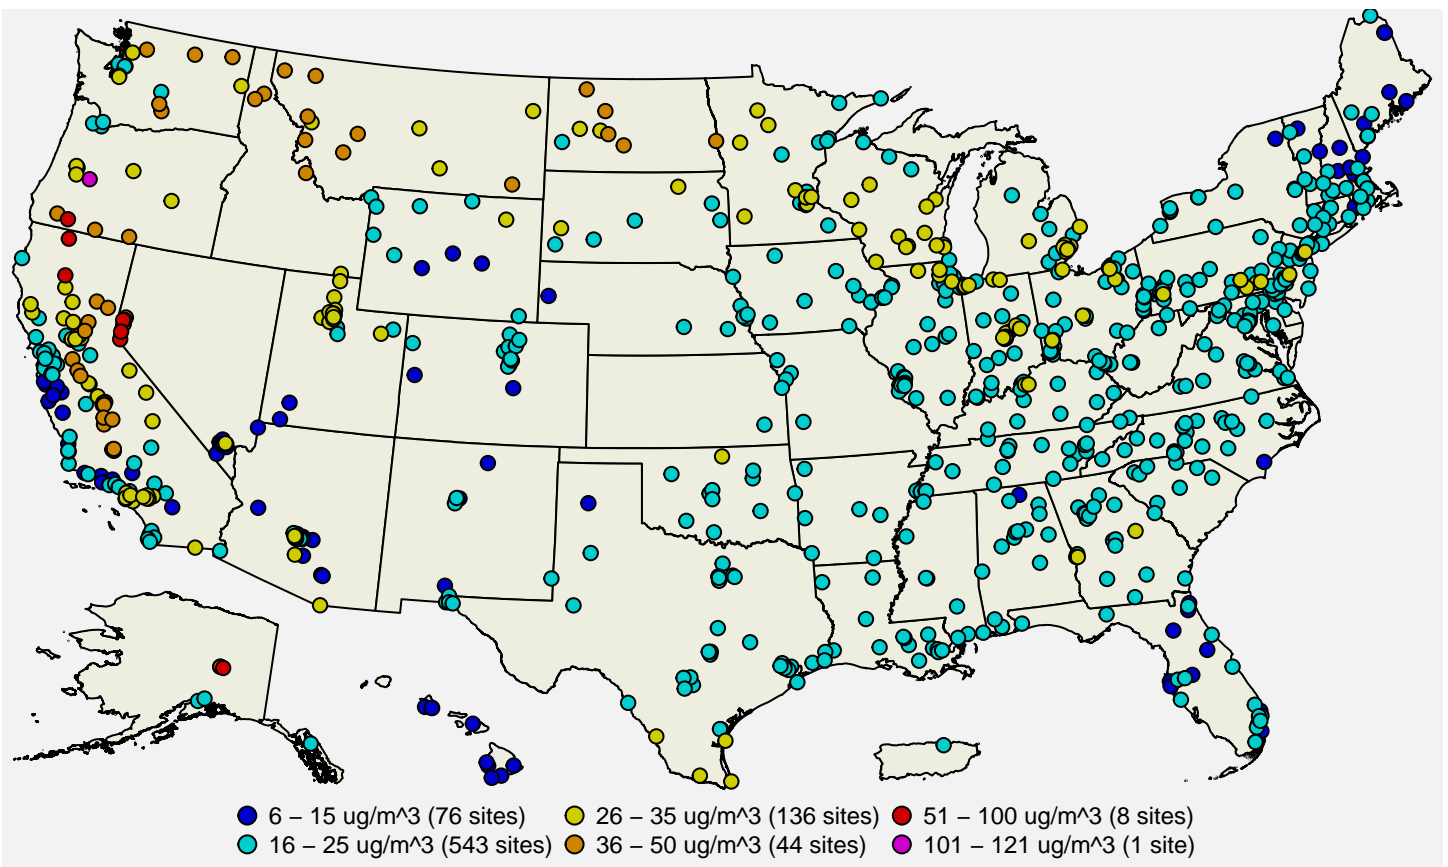 6 – 15 ug/m^3 (76 sites) 26 – 35 ug/m^3 (136 sites) 51 – 100 ug/m^3 (8 sites)
16 – 25 ug/m^3 (543 sites) 36 – 50 ug/m^3 (44 sites) 101 – 121 ug/m^3 (1 site)